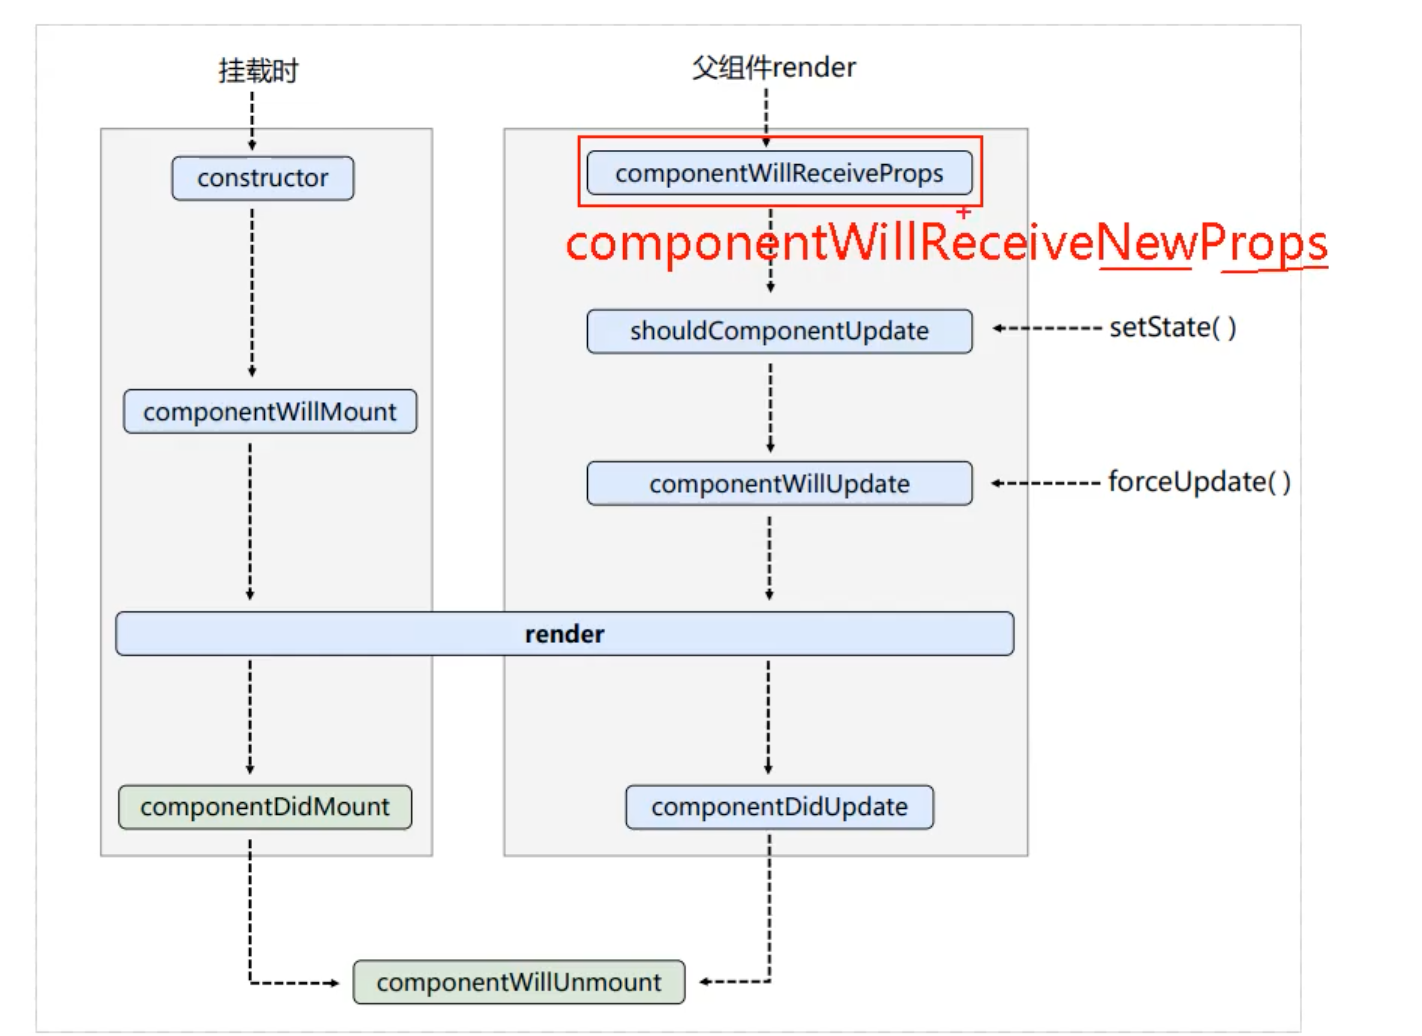 挂载时
父组件render
constructor
componentWillReceiveProps
componentWillReceiveNewProps
shouldComponentUpdate
setState( )
componentWillMount
componentWillUpdate
forceUpdate( )
render
componentDidMount
componentDidUpdate
componentWillUnmount